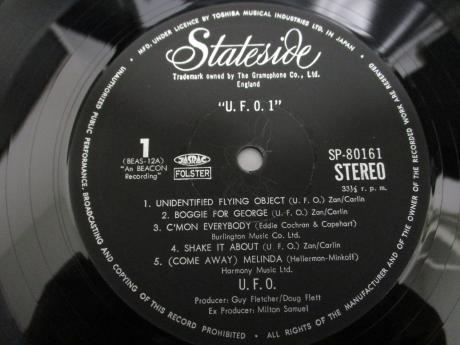 MFD. UNDER LICENCE BY TOSHIBA MUSICAL INDUSTRIES LTD. IN JAPAN •
ALL RIGHTS OF THE MANUFACTURER AND OF THE OWNER OF THE RECORDED WORK ARE RESERVED
UNAUTHORIZED PUBLIC PERFORMANCE, BROADCASTING AND COPYING OF THIS RECORD PROHIBITED •
Stateside
Trademark owned by The Gramophone Co., Ltd.
England
"U. F. O. 1"
1
(BEAS-12A)
"An BEACON
Recording"
JASRAC
FOLSTER
SP-80161
STEREO
33⅓ r. p. m.
1. UNIDENTIFIED FLYING OBJECT (U. F. O.) Zan/Carlin
2. BOGGIE FOR GEORGE (U. F. O.) Zan/Carlin
3. C'MON EVERYBODY (Eddie Cochran & Capehart)
Burlington Music Co. Ltd.
4. SHAKE IT ABOUT (U. F. O.) Zan/Carlin
5. (COME AWAY) MELINDA (Hellerman-Minkoff)
Harmony Music Ltd.
U. F. O.
Producer: Guy Fletcher/Doug Flett
Ex Producer: Milton Samuel